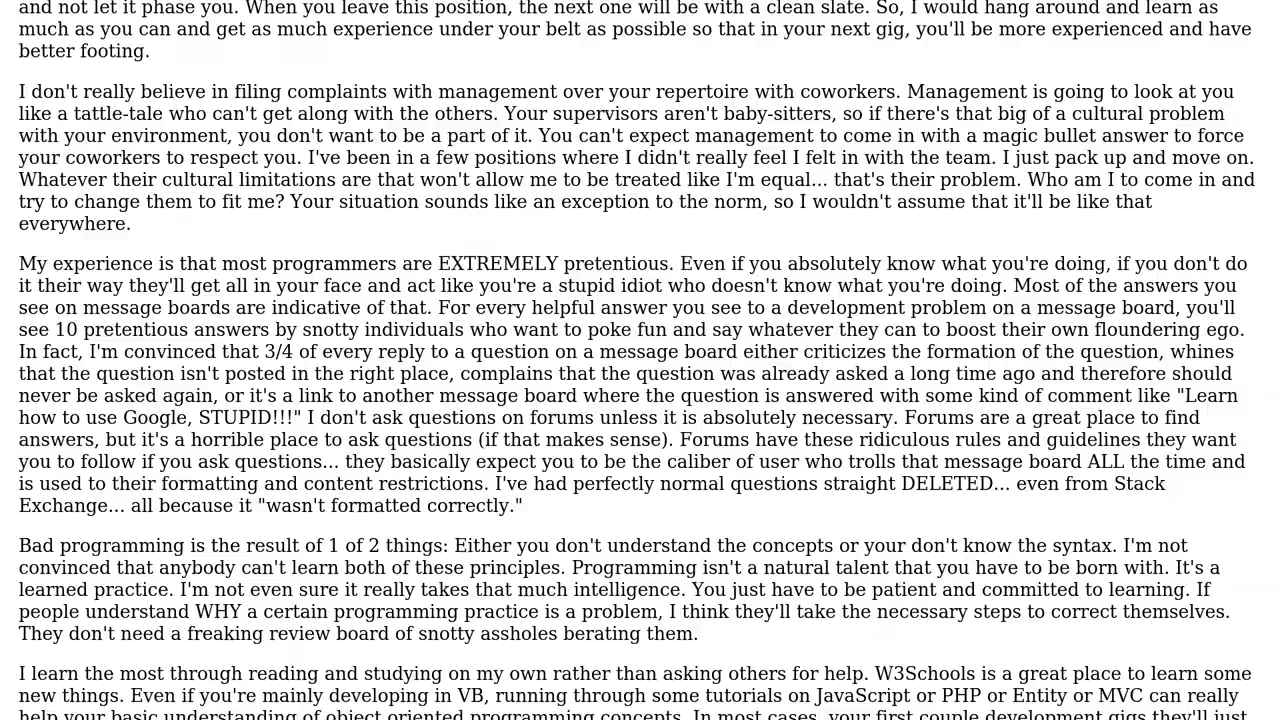 and not let it phase you. When you leave this position, the next one will be with a clean slate. So, I would hang around and learn as
much as you can and get as much experience under your belt as possible so that in your next gig, you'll be more experienced and have
better footing.
I don't really believe in filing complaints with management over your repertoire with coworkers. Management is going to look at you
like a tattle-tale who can't get along with the others. Your supervisors aren't baby-sitters, so if there's that big of a cultural problem
with your environment, you don't want to be a part of it. You can't expect management to come in with a magic bullet answer to force
your coworkers to respect you. I've been in a few positions where I didn't really feel I felt in with the team. I just pack up and move on.
Whatever their cultural limitations are that won't allow me to be treated like I'm equal... that's their problem. Who am I to come in and
try to change them to fit me? Your situation sounds like an exception to the norm, so I wouldn't assume that it'll be like that
everywhere.
My experience is that most programmers are EXTREMELY pretentious. Even if you absolutely know what you're doing, if you don't do
it their way they'll get all in your face and act like you're a stupid idiot who doesn't know what you're doing. Most of the answers you
see on message boards are indicative of that. For every helpful answer you see to a development problem on a message board, you'll
see 10 pretentious answers by snotty individuals who want to poke fun and say whatever they can to boost their own floundering ego.
In fact, I'm convinced that 3/4 of every reply to a question on a message board either criticizes the formation of the question, whines
that the question isn't posted in the right place, complains that the question was already asked a long time ago and therefore should
never be asked again, or it's a link to another message board where the question is answered with some kind of comment like "Learn
how to use Google, STUPID!!!" I don't ask questions on forums unless it is absolutely necessary. Forums are a great place to find
answers, but it's a horrible place to ask questions (if that makes sense). Forums have these ridiculous rules and guidelines they want
you to follow if you ask questions... they basically expect you to be the caliber of user who trolls that message board ALL the time and
is used to their formatting and content restrictions. I've had perfectly normal questions straight DELETED... even from Stack
Exchange... all because it "wasn't formatted correctly."
Bad programming is the result of 1 of 2 things: Either you don't understand the concepts or your don't know the syntax. I'm not
convinced that anybody can't learn both of these principles. Programming isn't a natural talent that you have to be born with. It's a
learned practice. I'm not even sure it really takes that much intelligence. You just have to be patient and committed to learning. If
people understand WHY a certain programming practice is a problem, I think they'll take the necessary steps to correct themselves.
They don't need a freaking review board of snotty assholes berating them.
I learn the most through reading and studying on my own rather than asking others for help. W3Schools is a great place to learn some
new things. Even if you're mainly developing in VB, running through some tutorials on JavaScript or PHP or Entity or MVC can really
help your basic understanding of object oriented programming concepts. In most cases, your first couple development gigs they'll just